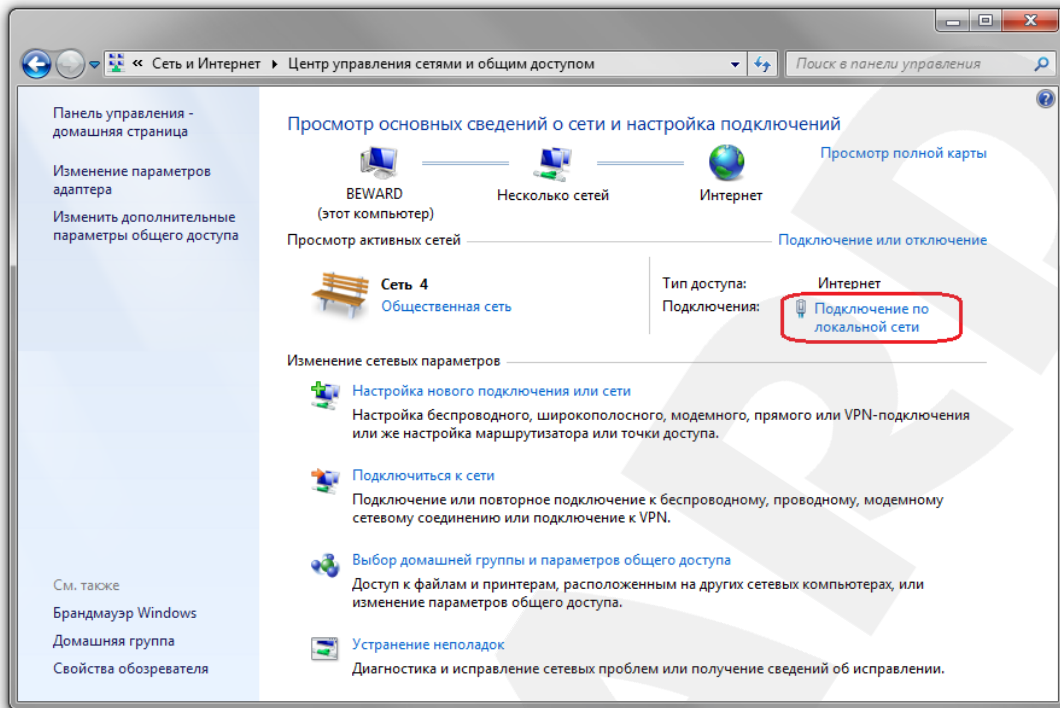 « Сеть и Интернет ▸ Центр управления сетями и общим доступом
Поиск в панели управления
Панель управления -
домашняя страница
Изменение параметров
адаптера
Изменить дополнительные
параметры общего доступа
См. также
Брандмауэр Windows
Домашняя группа
Свойства обозревателя
Просмотр основных сведений о сети и настройка подключений
Просмотр полной карты
BEWARD
(этот компьютер)
Несколько сетей
Интернет
Просмотр активных сетей
Подключение или отключение
Сеть 4
Общественная сеть
Тип доступа: Интернет
Подключения: Подключение по
локальной сети
Изменение сетевых параметров
Настройка нового подключения или сети
Настройка беспроводного, широкополосного, модемного, прямого или VPN-подключения
или же настройка маршрутизатора или точки доступа.
Подключиться к сети
Подключение или повторное подключение к беспроводному, проводному, модемному
сетевому соединению или подключение к VPN.
Выбор домашней группы и параметров общего доступа
Доступ к файлам и принтерам, расположенным на других сетевых компьютерах, или
изменение параметров общего доступа.
Устранение неполадок
Диагностика и исправление сетевых проблем или получение сведений об исправлении.
ARD